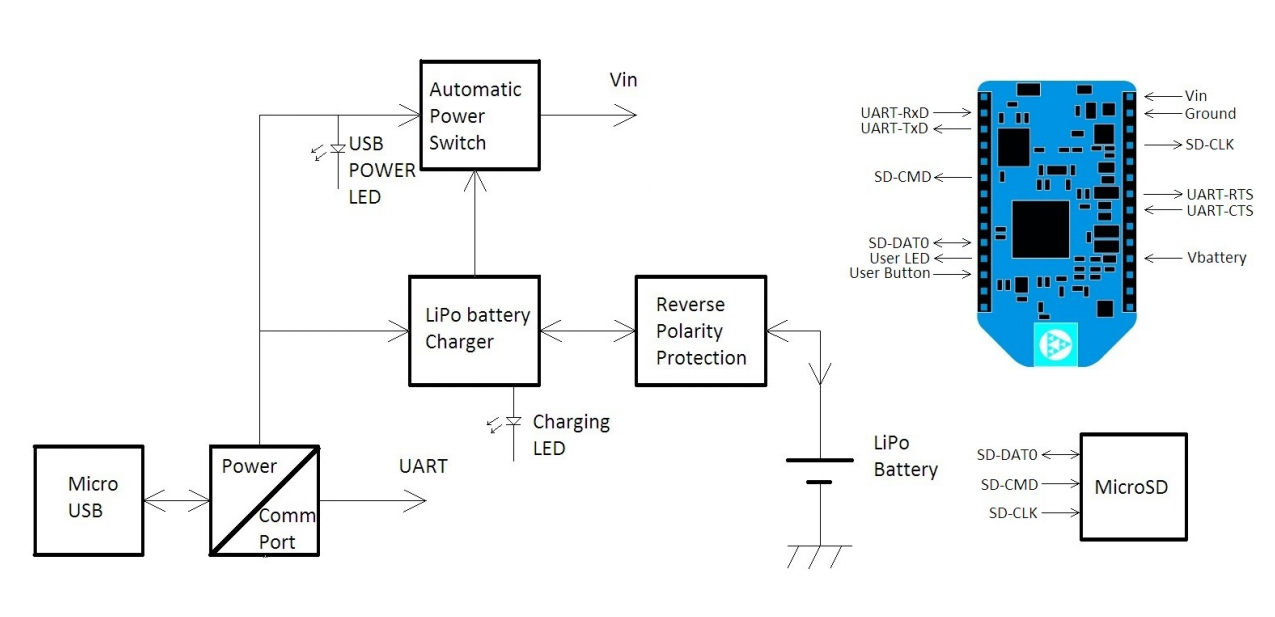 Automatic
Power
Switch
Vin
USB
POWER
LED
LiPo battery
Charger
Reverse
Polarity
Protection
Charging
LED
Micro
USB
Power
Comm
Port
UART
LiPo
Battery
UART-RxD
UART-TxD
SD-CMD
SD-DAT0
User LED
User Button
Vin
Ground
SD-CLK
UART-RTS
UART-CTS
Vbattery
SD-DAT0
SD-CMD
SD-CLK
MicroSD